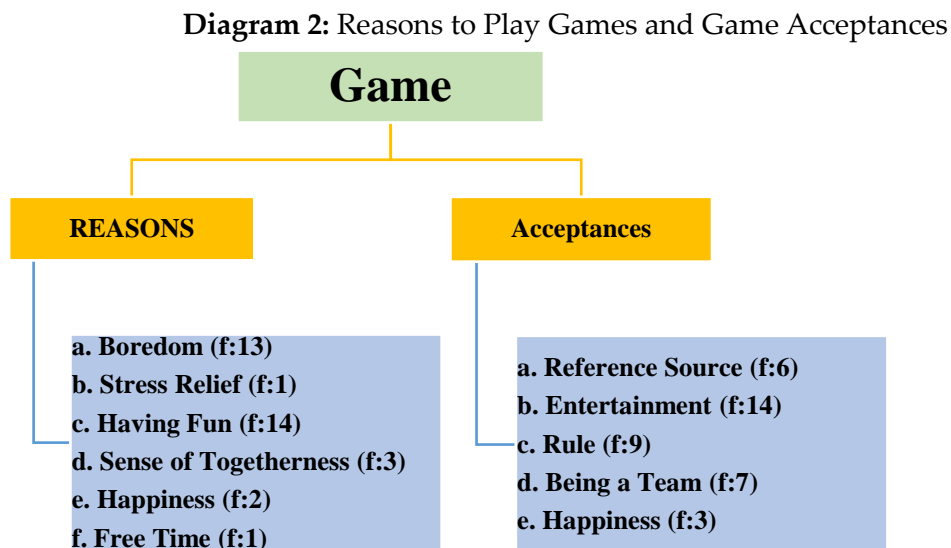 Diagram 2: Reasons to Play Games and Game Acceptances
Game
REASONS
Acceptances
a. Boredom (f:13)
b. Stress Relief (f:1)
c. Having Fun (f:14)
d. Sense of Togetherness (f:3)
e. Happiness (f:2)
f. Free Time (f:1)
a. Reference Source (f:6)
b. Entertainment (f:14)
c. Rule (f:9)
d. Being a Team (f:7)
e. Happiness (f:3)